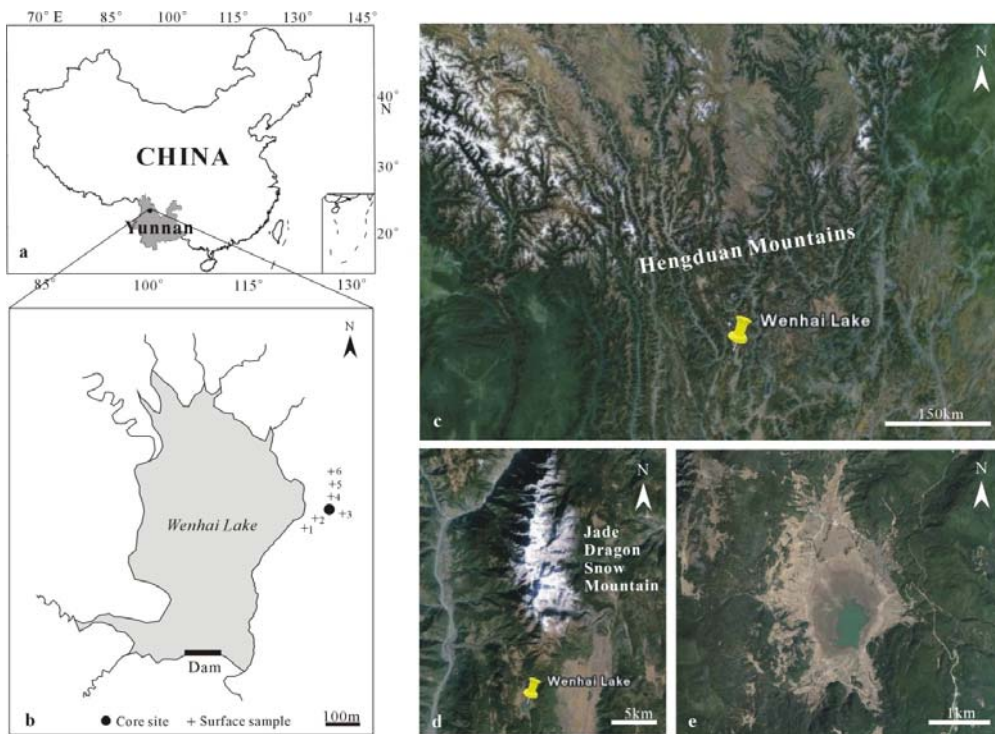 70° E 85° 100° 115° 130° 145°
40°
N
CHINA
30°
Yunnan
20°
a
85° 100° 115° 130°
N
Wenhai Lake
+6
+5
+4
+3
+2
+1
Dam
b
● Core site + Surface sample
100m
N
Hengduan Mountains
Wenhai Lake
c
150km
N
Jade
Dragon
Snow
Mountain
Wenhai Lake
d
5km
N
e
1km